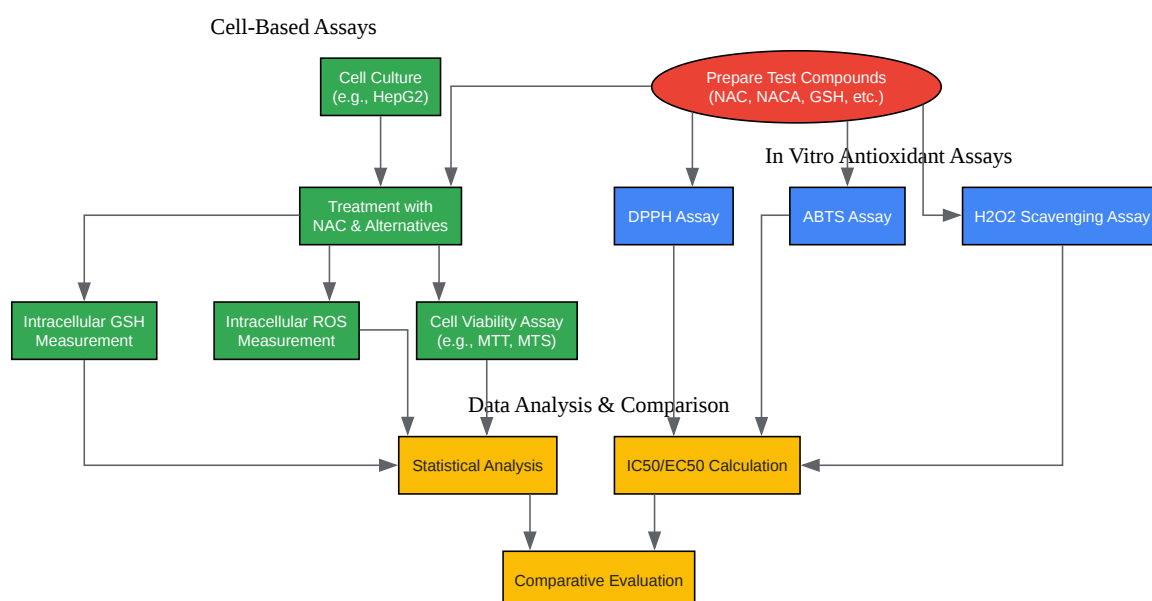 Cell-Based Assays
Cell Culture
(e.g., HepG2)
Prepare Test Compounds
(NAC, NACA, GSH, etc.)
In Vitro Antioxidant Assays
Treatment with
NAC & Alternatives
DPPH Assay
ABTS Assay
H2O2 Scavenging Assay
Intracellular GSH
Measurement
Intracellular ROS
Measurement
Cell Viability Assay
(e.g., MTT, MTS)
Data Analysis & Comparison
Statistical Analysis
IC50/EC50 Calculation
Comparative Evaluation